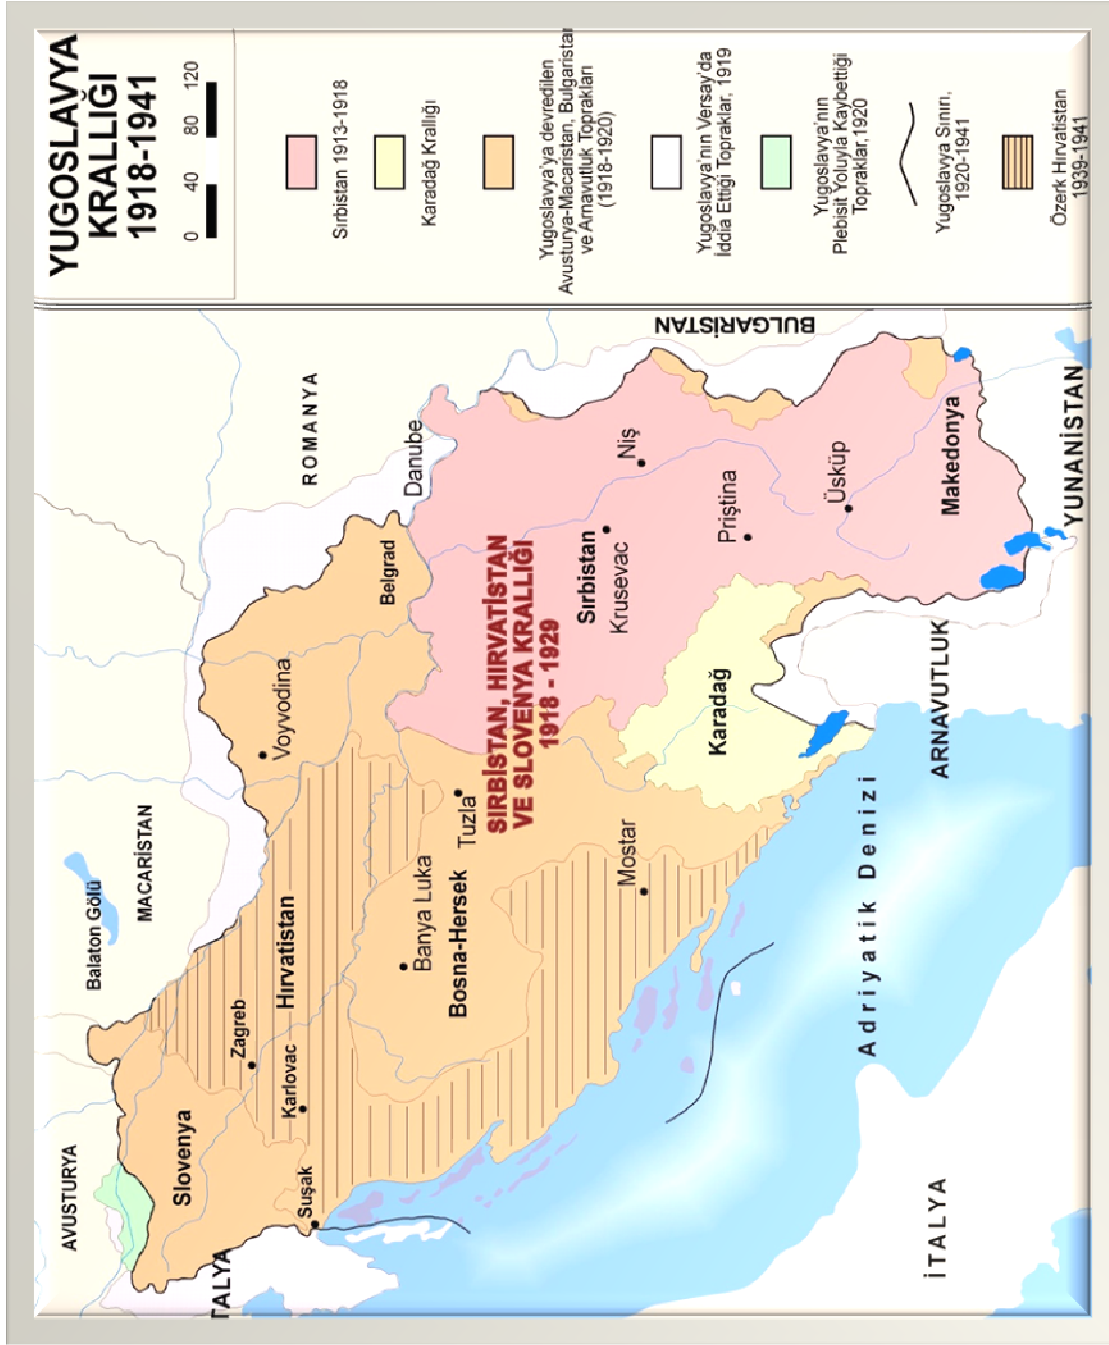 YUGOSLAVYA
KRALLIĞI
1918-1941
0 40 80 120
Sırbistan 1913-1918
Karadağ Krallığı
Yugoslavya'ya devredilen
Avusturya-Macaristan, Bulgaristan
ve Arnavutluk Toprakları
(1918-1920)
Yugoslavya'nın Versay'da
İddia Ettiği Topraklar, 1919
Yugoslavya'nın
Plebisit Yoluyla Kaybettiği
Topraklar,1920
Yugoslavya Sınırı,
1920-1941
Özerk Hırvatistan
1939-1941
AVUSTURYA
Balaton Gölü
MACARİSTAN
ROMANYA
BULGARİSTAN
YUNANİSTAN
ARNAVUTLUK
İTALYA
İTALYA
Adriyatik Denizi
Slovenya
Zagreb
Karlovac
Suşak
Hırvatistan
Voyvodina
Belgrad
Danube
Banya Luka
Bosna-Hersek
Tuzla
SIRBİSTAN, HIRVATİSTAN
VE SLOVENYA KRALLIĞI
1918 - 1929
Sırbistan
Krusevac
Niş
Priştina
Mostar
Karadağ
Üsküp
Makedonya